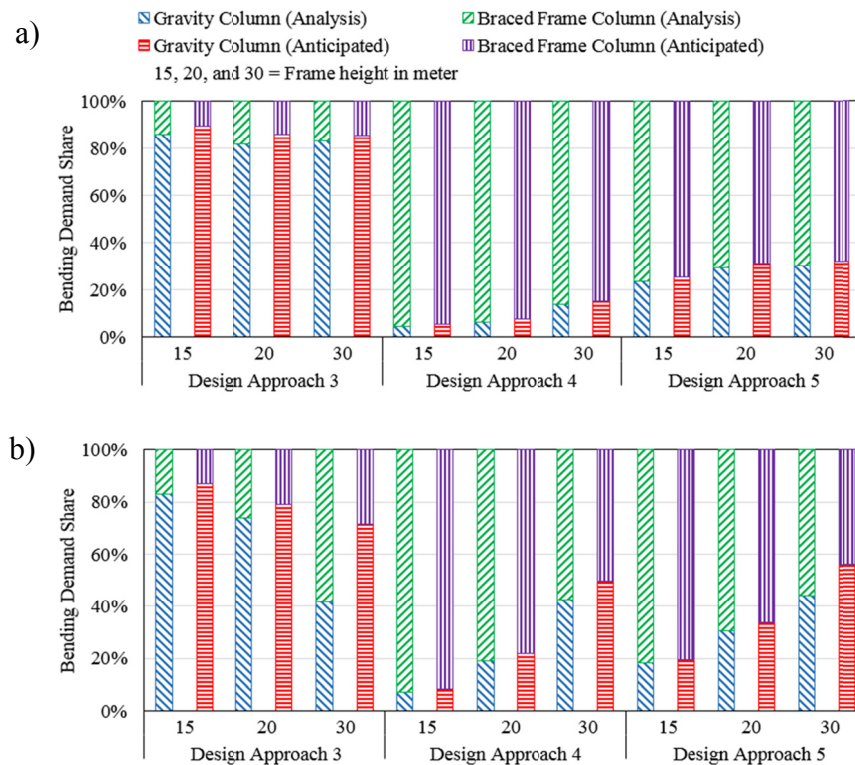 a)
Gravity Column (Analysis) Braced Frame Column (Analysis)
Gravity Column (Anticipated) Braced Frame Column (Anticipated)
15, 20, and 30 = Frame height in meter
100%
80%
60%
40%
20%
0%
Bending Demand Share
15 20 30 15 20 30 15 20 30
Design Approach 3 Design Approach 4 Design Approach 5
b)
100%
80%
60%
40%
20%
0%
Bending Demand Share
15 20 30 15 20 30 15 20 30
Design Approach 3 Design Approach 4 Design Approach 5